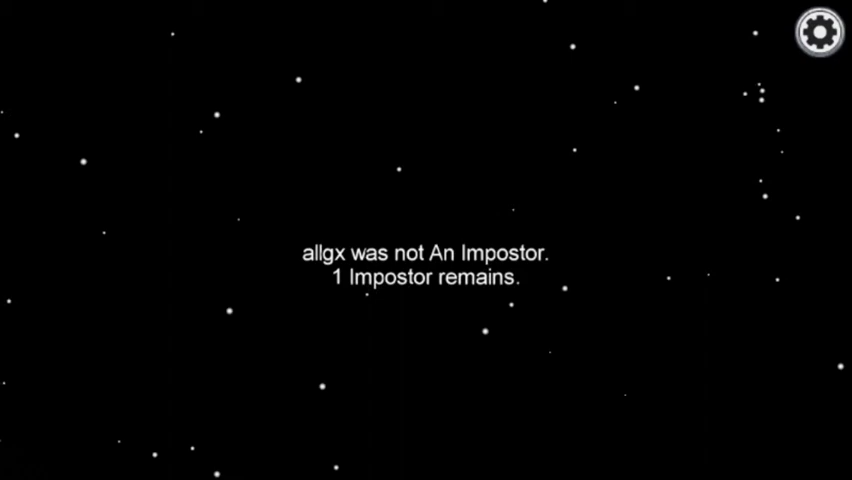 allgx was not An Impostor.
1 Impostor remains.